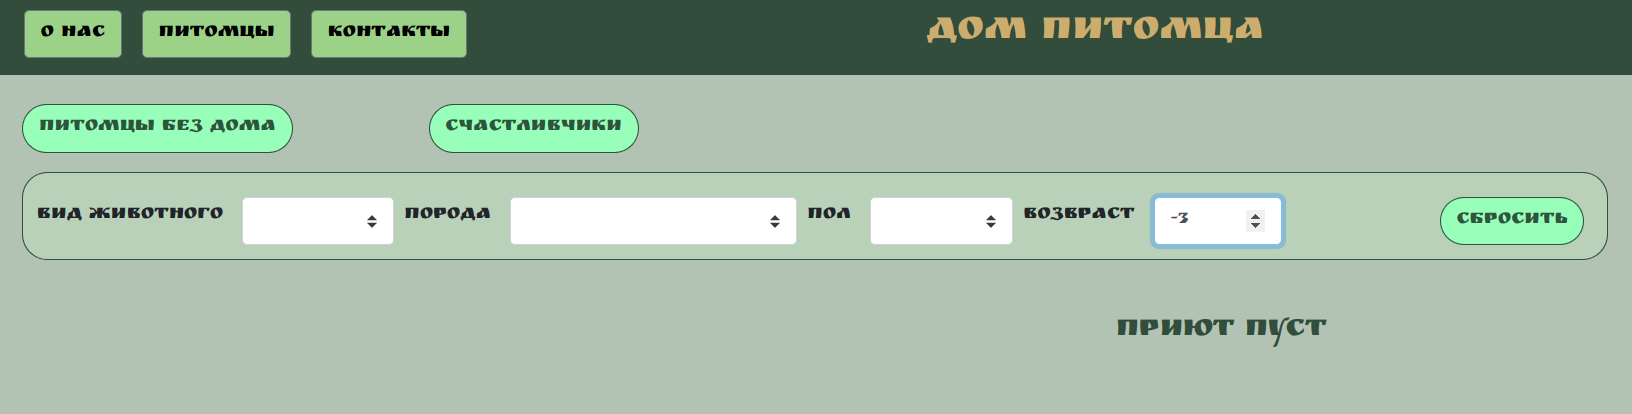 о нас питомцы контакты дом питомца
питомцы без дома счастливчики
вид животного порода пол возвраст -3 сбросить
приют пуст